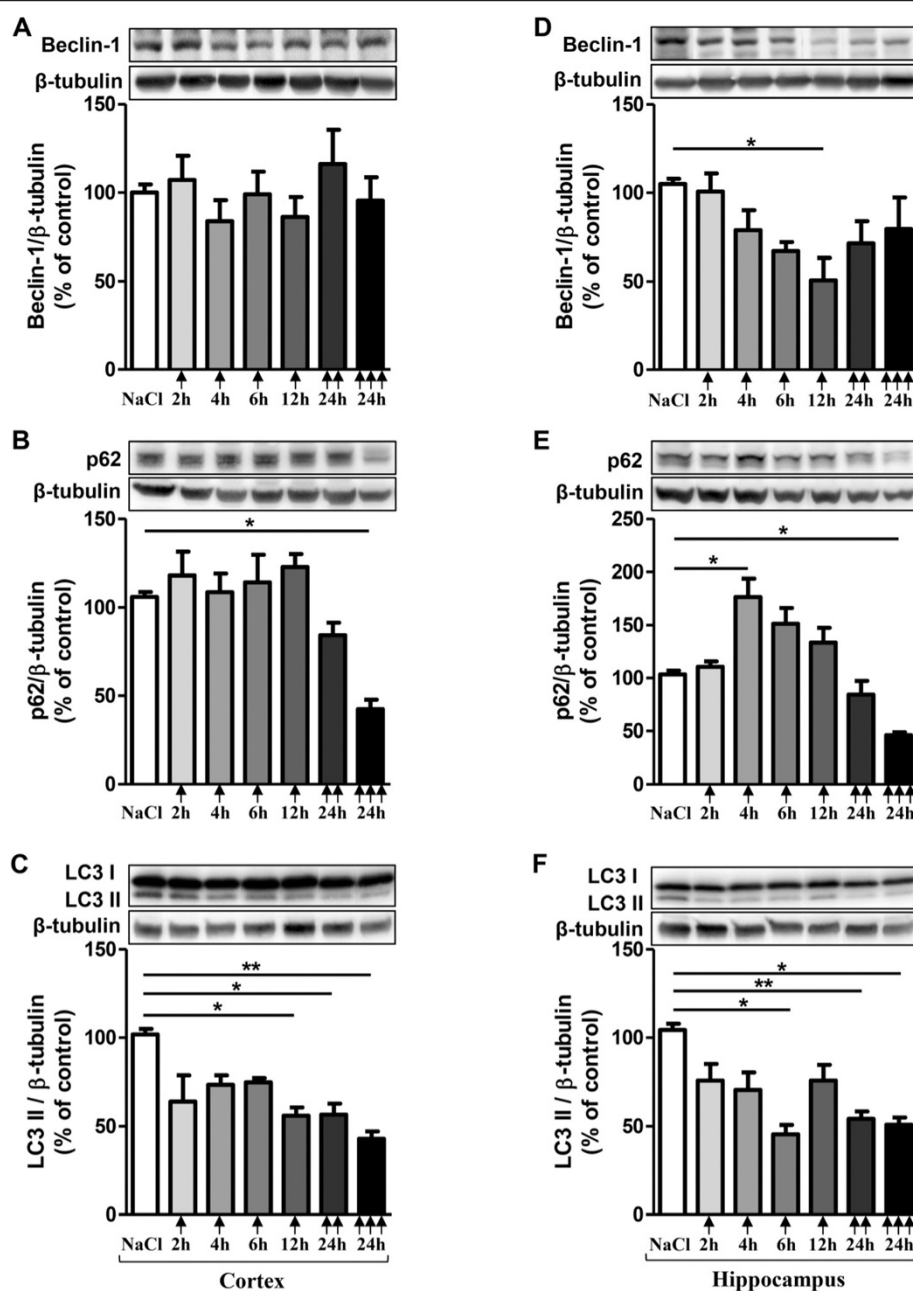 A
Beclin-1
β-tubulin
Beclin-1/β-tubulin
(% of control)
150
100
50
0
NaCl 2h 4h 6h 12h 24h 24h
B
p62
β-tubulin
p62/β-tubulin
(% of control)
150
100
50
0
*
NaCl 2h 4h 6h 12h 24h 24h
C
LC3 I
LC3 II
β-tubulin
LC3 II / β-tubulin
(% of control)
150
100
50
0
**
*
*
NaCl 2h 4h 6h 12h 24h 24h
Cortex
D
Beclin-1
β-tubulin
Beclin-1/β-tubulin
(% of control)
150
100
50
0
*
NaCl 2h 4h 6h 12h 24h 24h
E
p62
β-tubulin
p62/β-tubulin
(% of control)
250
200
150
100
50
0
*
*
NaCl 2h 4h 6h 12h 24h 24h
F
LC3 I
LC3 II
β-tubulin
LC3 II / β-tubulin
(% of control)
150
100
50
0
*
**
*
NaCl 2h 4h 6h 12h 24h 24h
Hippocampus